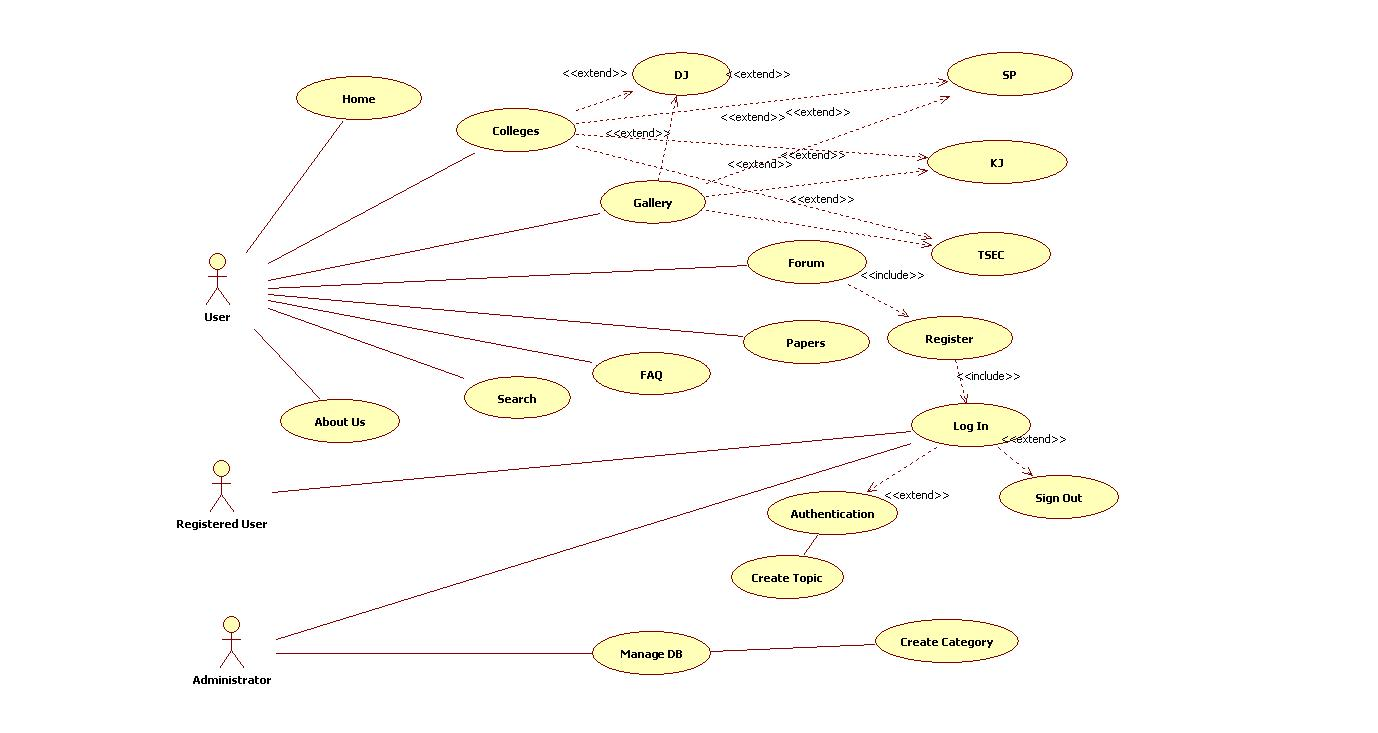 <<extend>>
DJ
<<extend>>
SP
Home
<<extend>>
<<extend>>
Colleges
<<extend>>
<<extend>>
<<extend>>
KJ
Gallery
<<extend>>
TSEC
Forum
<<include>>
User
Register
Papers
FAQ
<<include>>
Search
About Us
Log In
<<extend>>
<<extend>>
Sign Out
Authentication
Registered User
Create Topic
Create Category
Manage DB
Administrator